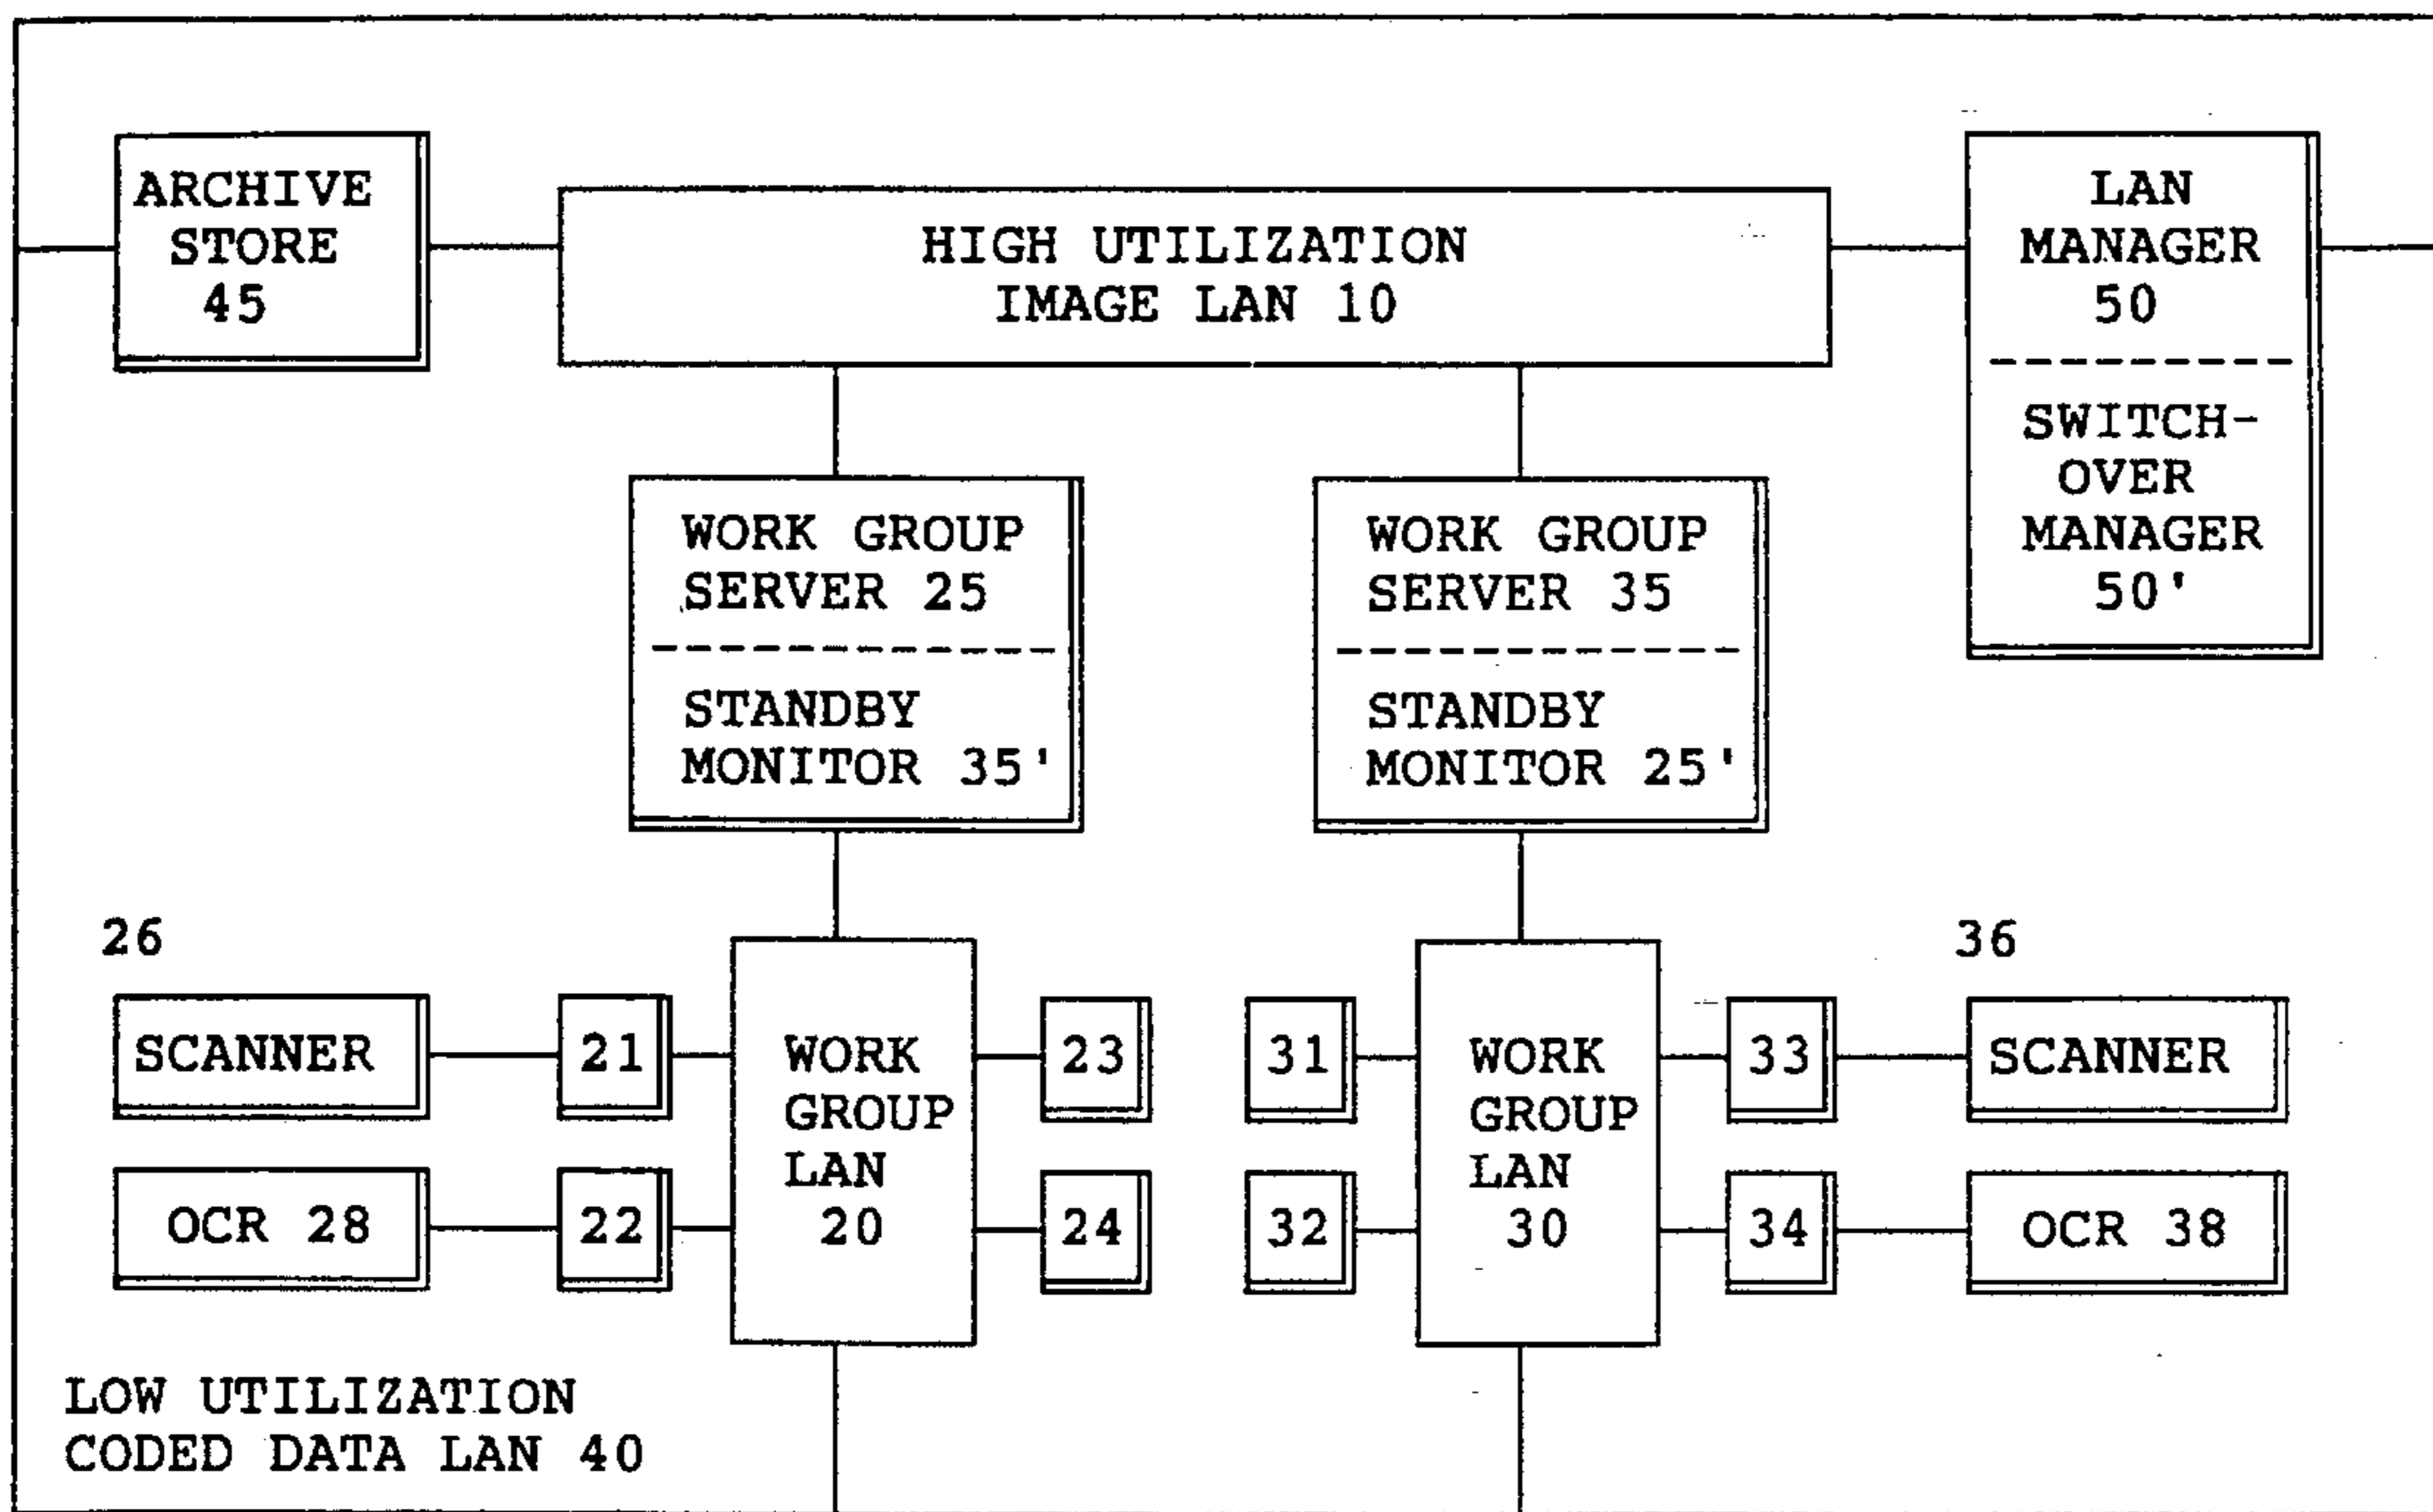 ARCHIVE
STORE
45
HIGH UTILIZATION
IMAGE LAN 10
LAN
MANAGER
50
SWITCH-
OVER
MANAGER
50'
WORK GROUP
SERVER 25
STANDBY
MONITOR 35'
WORK GROUP
SERVER 35
STANDBY
MONITOR 25'
26
SCANNER
21
OCR 28
22
WORK
GROUP
LAN
20
23
24
31
32
WORK
GROUP
LAN
30
33
34
36
SCANNER
OCR 38
LOW UTILIZATION
CODED DATA LAN 40